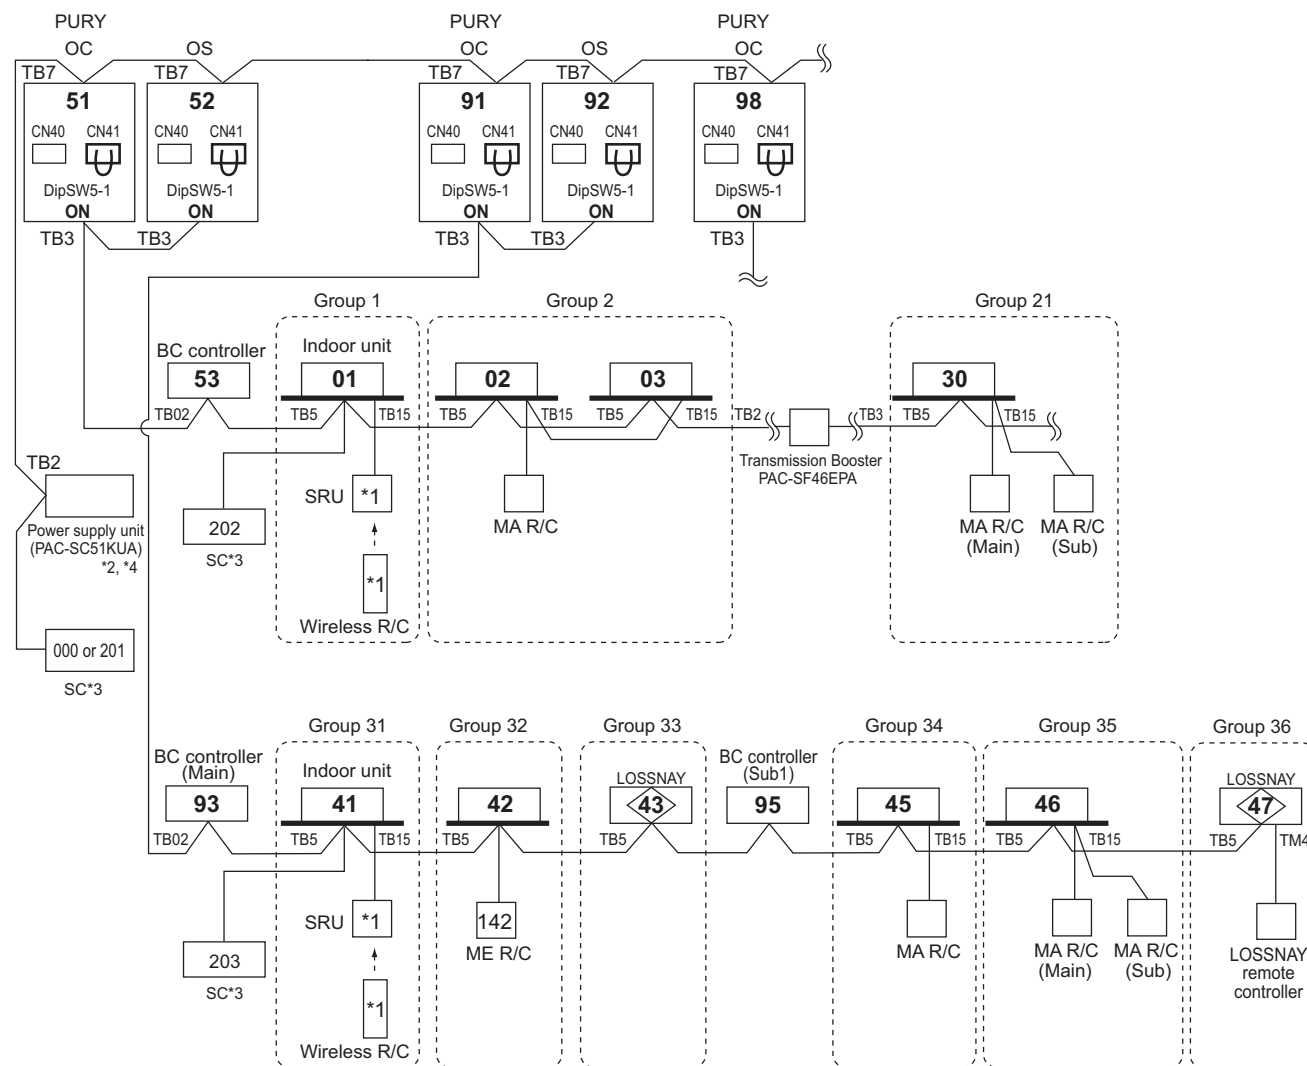 PURY
PURY
PURY
OC
OS
OC
OS
OC
TB7
TB7
TB7
TB7
TB7
51
52
91
92
98
CN40
CN41
CN40
CN41
CN40
CN41
CN40
CN41
CN40
CN41
DipSW5-1
DipSW5-1
DipSW5-1
DipSW5-1
DipSW5-1
ON
ON
ON
ON
ON
TB3
TB3
TB3
TB3
TB3
Group 1
Group 2
Group 21
BC controller
Indoor unit
53
01
02
03
30
TB02
TB5
TB15
TB5
TB15
TB5
TB15
TB2
TB3
TB5
TB15
Transmission Booster
PAC-SF46EPA
TB2
SRU
*1
MA R/C
MA R/C
(Main)
MA R/C
(Sub)
202
SC*3
Power supply unit
(PAC-SC51KUA)
*2, *4
*1
Wireless R/C
000 or 201
SC*3
Group 31
Group 32
Group 33
Group 34
Group 35
Group 36
BC controller
(Main)
Indoor unit
LOSSNAY
BC controller
(Sub1)
LOSSNAY
93
41
42
43
95
45
46
47
TB02
TB5
TB15
TB5
TB5
TB5
TB15
TB5
TB15
TB5
TM4
SRU
*1
142
ME R/C
MA R/C
MA R/C
(Main)
MA R/C
(Sub)
LOSSNAY
remote
controller
203
SC*3
*1
Wireless R/C